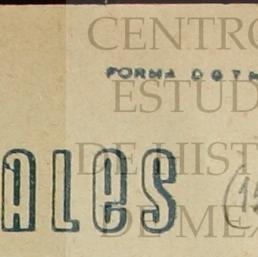 CENTRO
FORMA
ESTUD
DE HIST
ALES
(15
DE MEX